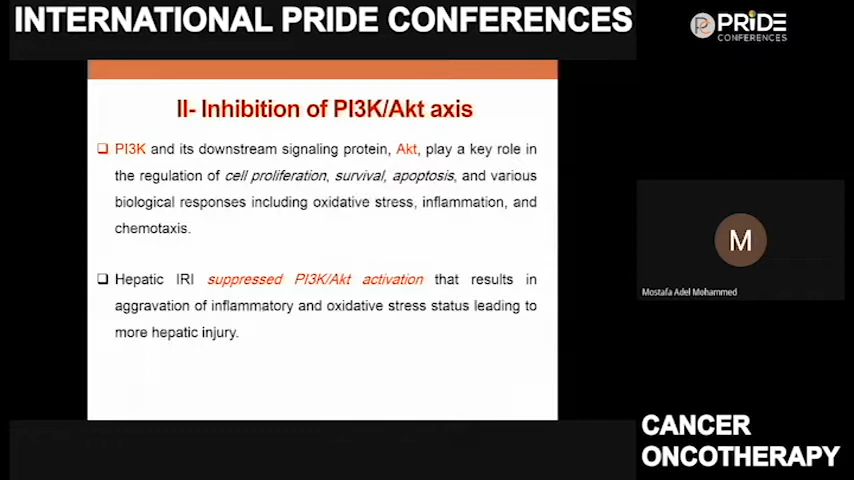 INTERNATIONAL PRIDE CONFERENCES
PC PRIDE
CONFERENCES
II- Inhibition of PI3K/Akt axis
PI3K and its downstream signaling protein, Akt, play a key role in
the regulation of cell proliferation, survival, apoptosis, and various
biological responses including oxidative stress, inflammation, and
chemotaxis.
Hepatic IRI suppressed PI3K/Akt activation that results in
aggravation of inflammatory and oxidative stress status leading to
more hepatic injury.
M
Mostafa Adel Mohammed
CANCER
ONCOTHERAPY